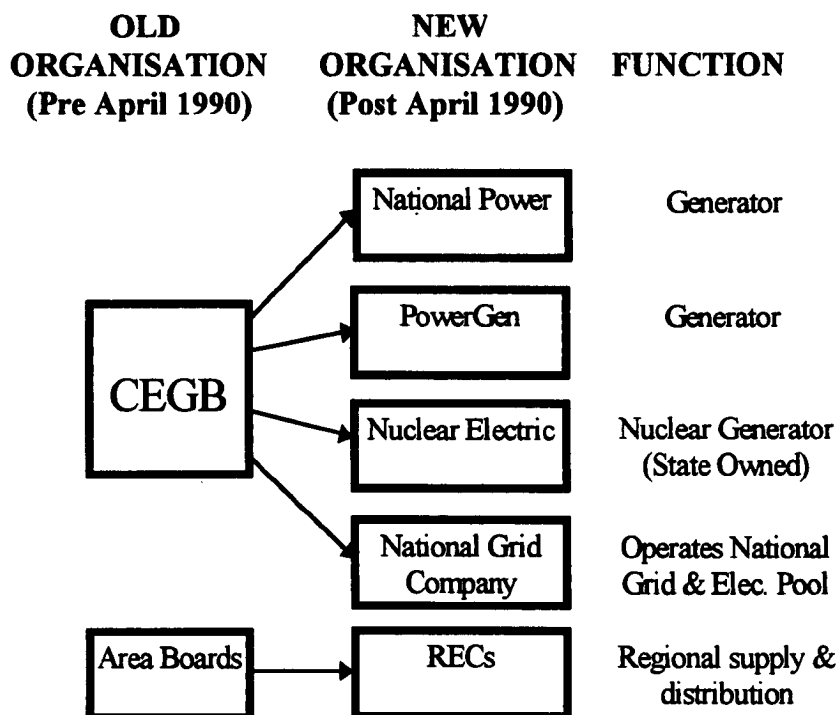 OLD
ORGANISATION
(Pre April 1990)
NEW
ORGANISATION
(Post April 1990)
FUNCTION
National Power
Generator
PowerGen
Generator
CEGB
Nuclear Electric
Nuclear Generator
(State Owned)
National Grid
Company
Operates National
Grid & Elec. Pool
Area Boards
RECs
Regional supply &
distribution